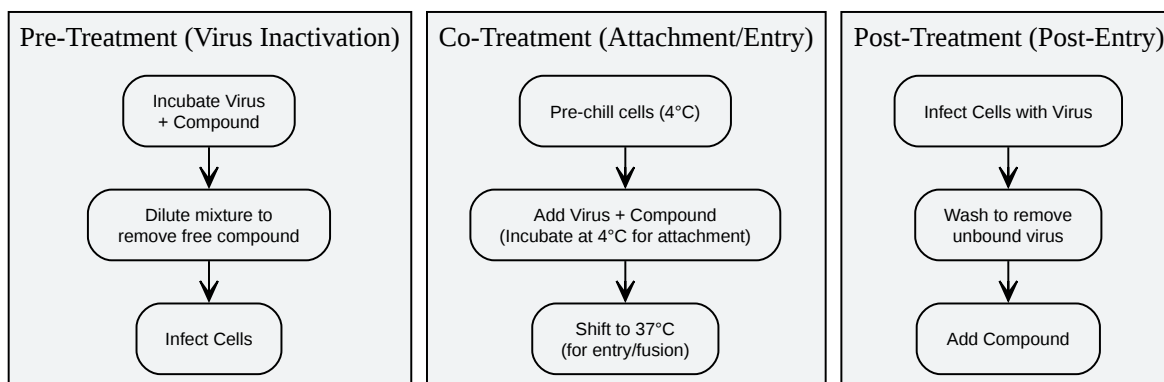 Pre-Treatment (Virus Inactivation)
Incubate Virus
+ Compound
Dilute mixture to
remove free compound
Infect Cells
Co-Treatment (Attachment/Entry)
Pre-chill cells (4°C)
Add Virus + Compound
(Incubate at 4°C for attachment)
Shift to 37°C
(for entry/fusion)
Post-Treatment (Post-Entry)
Infect Cells with Virus
Wash to remove
unbound virus
Add Compound